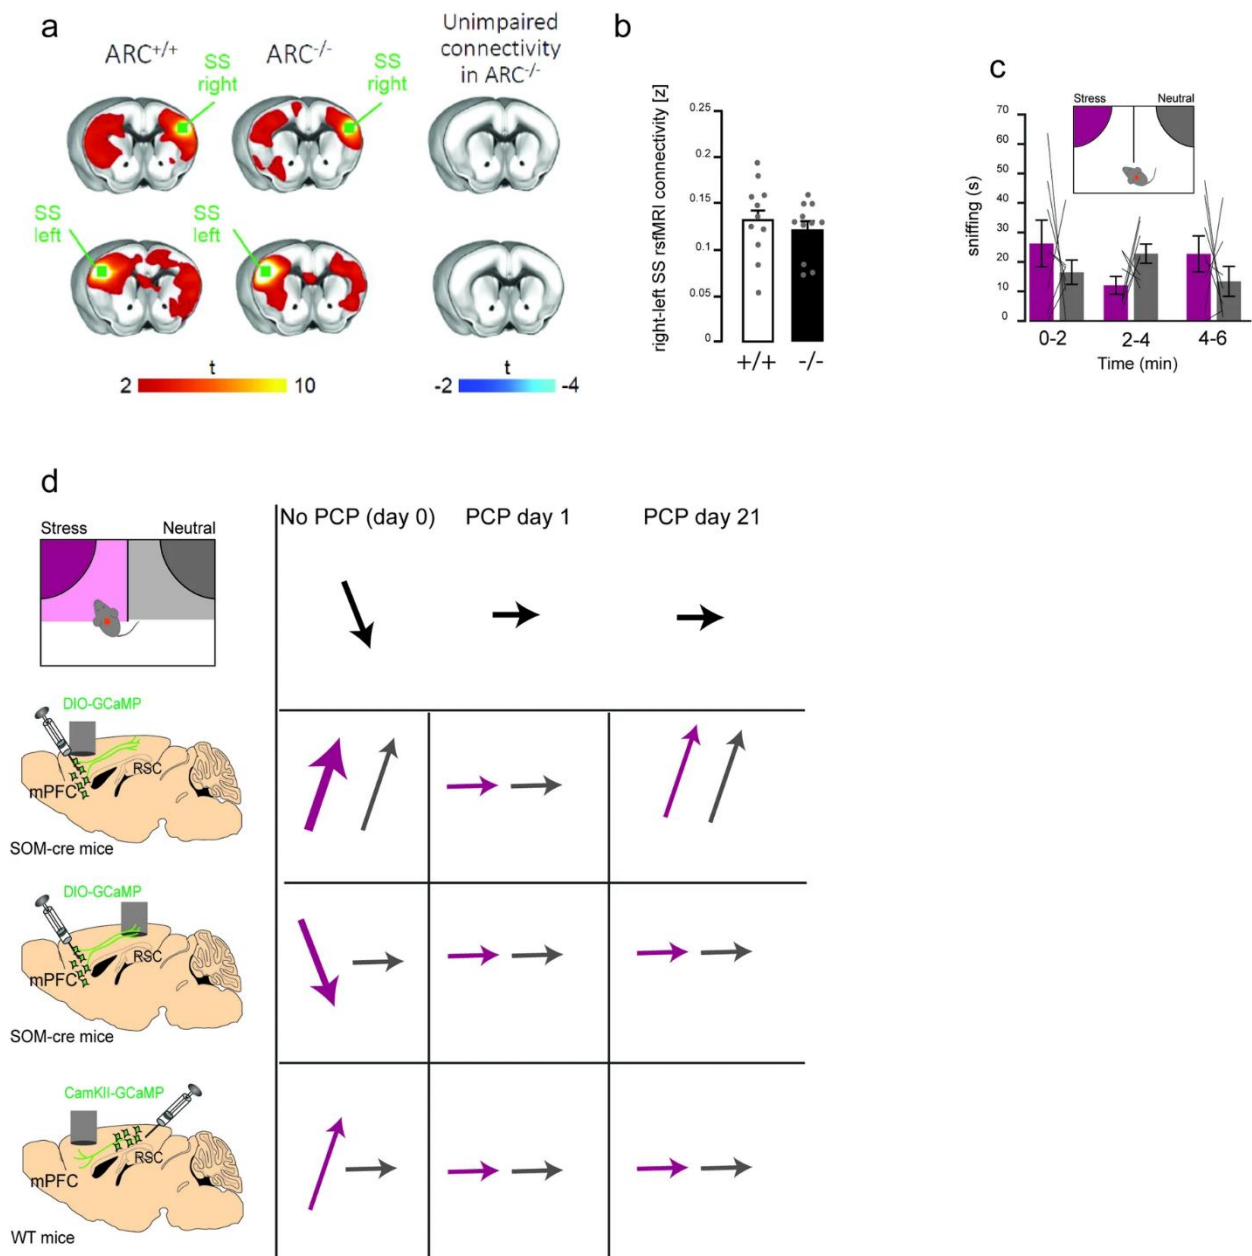 a
ARC+/+
ARC-/-
Unimpaired
connectivity
in ARC-/-
SS
right
SS
right
SS
left
SS
left
t
2
10
t
-2
-4
b
right-left SS rsfMRI connectivity [z]
0.25
0.2
0.15
0.1
0.05
0
+/+
-/-
c
sniffing (s)
70
60
50
40
30
20
10
0
Stress
Neutral
0-2
2-4
4-6
Time (min)
d
Stress
Neutral
No PCP (day 0)
PCP day 1
PCP day 21
DIO-GCaMP
mPFC
RSC
SOM-cre mice
DIO-GCaMP
mPFC
RSC
SOM-cre mice
CamKII-GCaMP
mPFC
RSC
WT mice